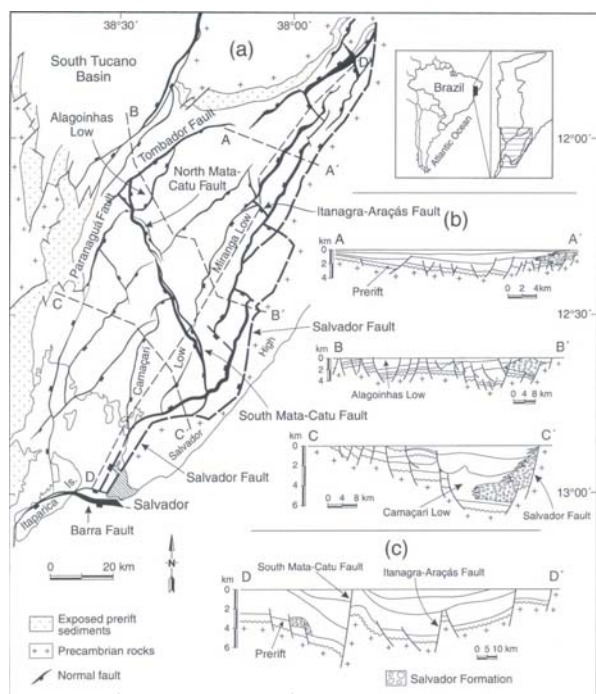 38°30´
38°00´
(a)
South Tucano
Basin
Alagoinhas
Low
B
Tombador Fault
A
D´
North Mata-
Catu Fault
A´
Paranaguá Fault
Miranga Low
Itanagra-Araçás Fault
C
B´
Salvador Fault
High
Camaçari
Low
South Mata-Catu Fault
C´
Salvador
Salvador Fault
D
Salvador
Itaparica Is.
Barra Fault
0 20 km
N
Exposed prerift
sediments
Precambrian rocks
Normal fault
Brazil
Atlantic Ocean
12°00´
12°30´
13°00´
(b)
km
A
A´
0
2
4
Prerift
0 2 4km
km
B
B´
0
2
4
Alagoinhas Low
0 4 8 km
km
C
C´
0
2
4
6
0 4 8 km
Camaçari Low
Salvador
Fault
(c)
South Mata-Catu Fault
Itanagra-Araçás Fault
km
D
D´
0
2
4
6
Prerift
0 5 10 km
Salvador Formation